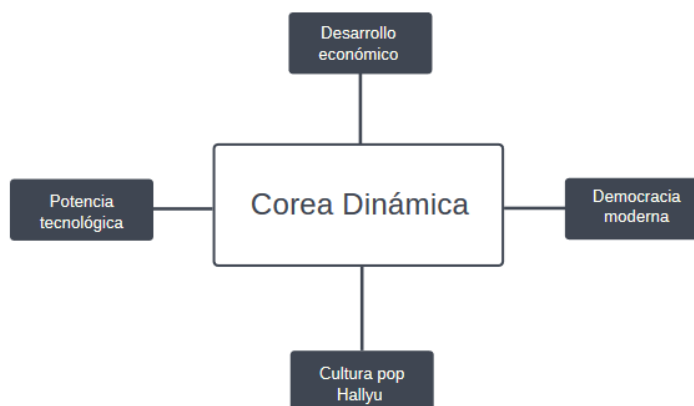 Desarrollo
económico
Potencia
tecnológica
Corea Dinámica
Democracia
moderna
Cultura pop
Hallyu